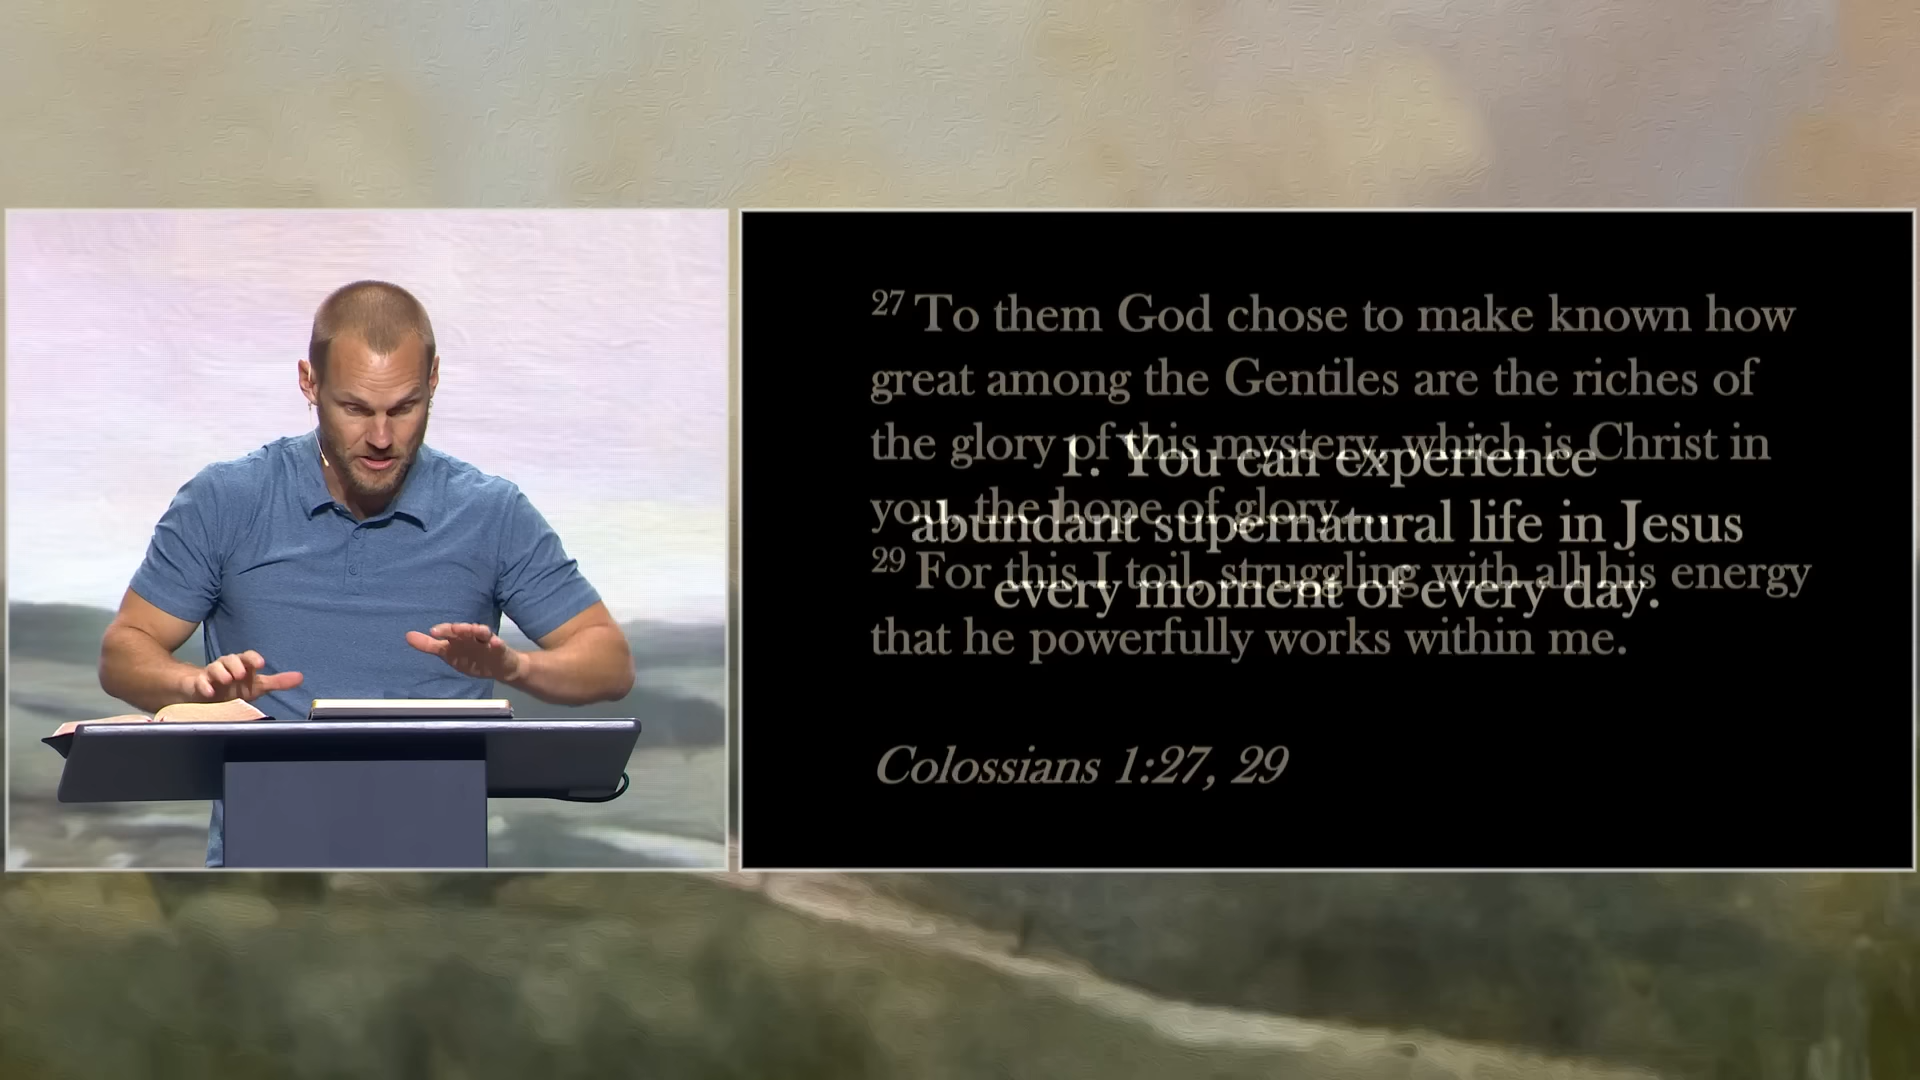 27 To them God chose to make known how
great among the Gentiles are the riches of
the glory of this mystery, which is Christ in
you, the hope of glory...
29 For this I toil, struggling with all his energy
that he powerfully works within me.
Colossians 1:27, 29
1. You can experience
abundant supernatural life in Jesus
every moment of every day.